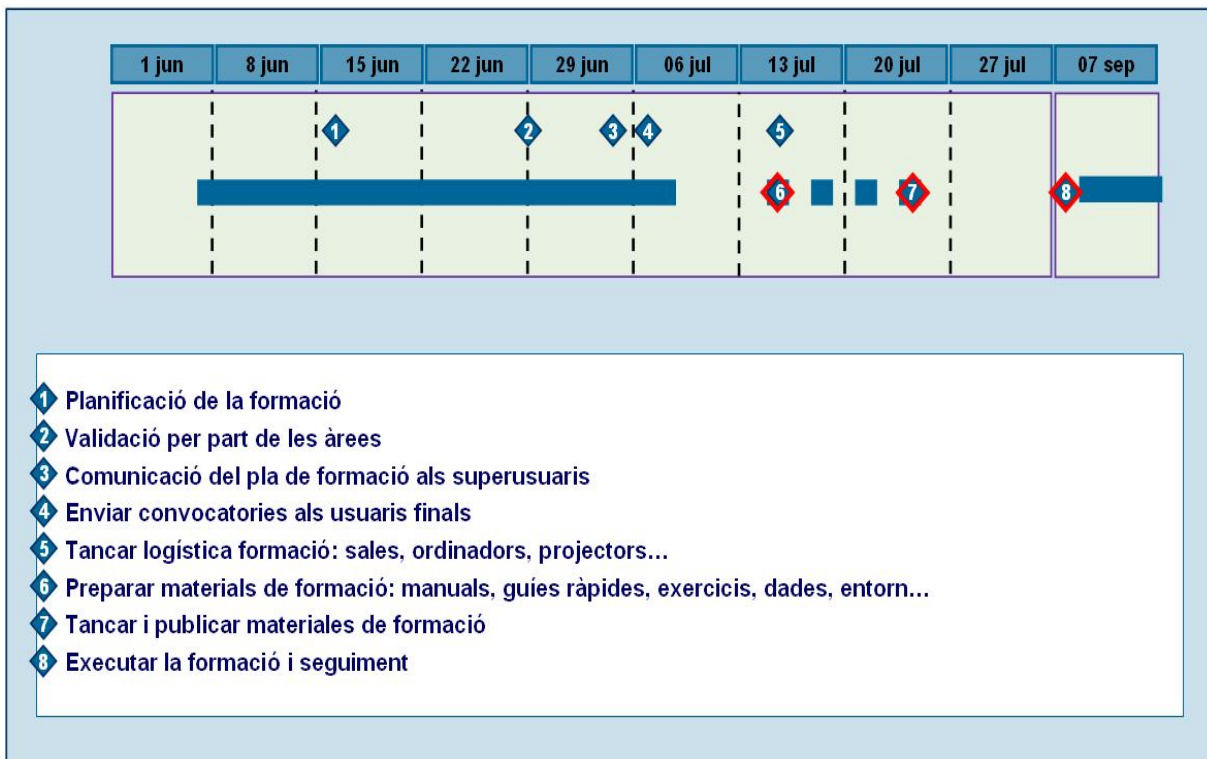 1 jun 8 jun 15 jun 22 jun 29 jun 06 jul 13 jul 20 jul 27 jul 07 sep
1 2 3 4 5
6 7 8
1 Planificació de la formació
2 Validació per part de les àrees
3 Comunicació del pla de formació als superusuaris
4 Enviar convocatories als usuaris finals
5 Tancar logística formació: sales, ordinadors, projectors...
6 Preparar materials de formació: manuals, guíes ràpides, exercicis, dades, entorn...
7 Tancar i publicar materiales de formació
8 Executar la formació i seguiment